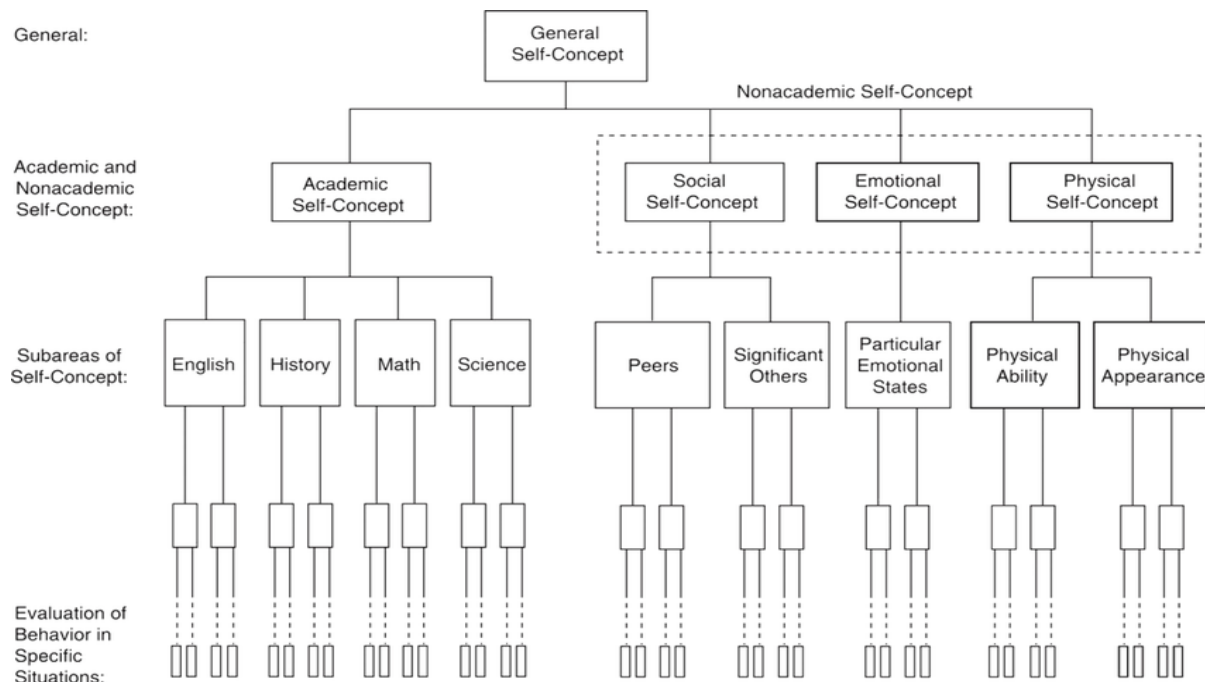 General:
General
Self-Concept
Nonacademic Self-Concept
Academic and
Nonacademic
Self-Concept:
Academic
Self-Concept
Social
Self-Concept
Emotional
Self-Concept
Physical
Self-Concept
Subareas of
Self-Concept:
English
History
Math
Science
Peers
Significant
Others
Particular
Emotional
States
Physical
Ability
Physical
Appearance
Evaluation of
Behavior in
Specific
Situations: